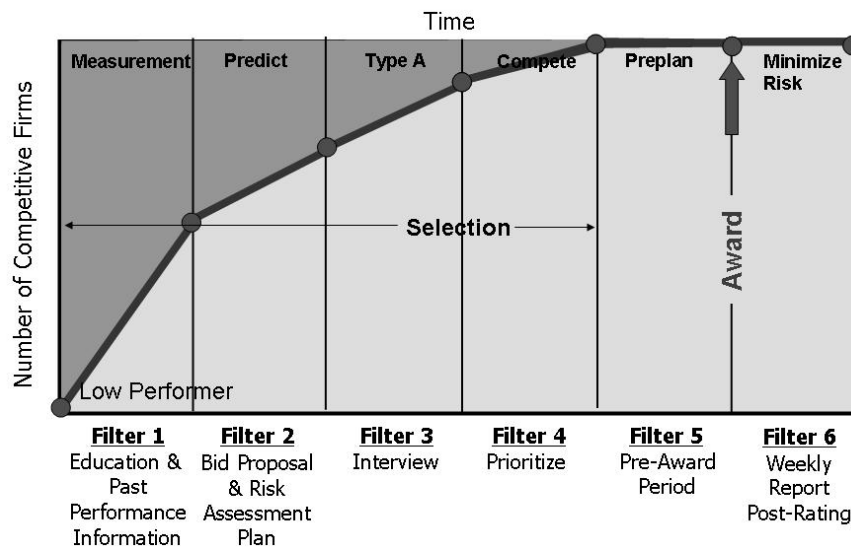 Time
Measurement
Predict
Type A
Compete
Preplan
Minimize
Risk
Number of Competitive Firms
Selection
Award
Low Performer
Filter 1
Education &
Past
Performance
Information
Filter 2
Bid Proposal
& Risk
Assessment
Plan
Filter 3
Interview
Filter 4
Prioritize
Filter 5
Pre-Award
Period
Filter 6
Weekly
Report
Post-Rating